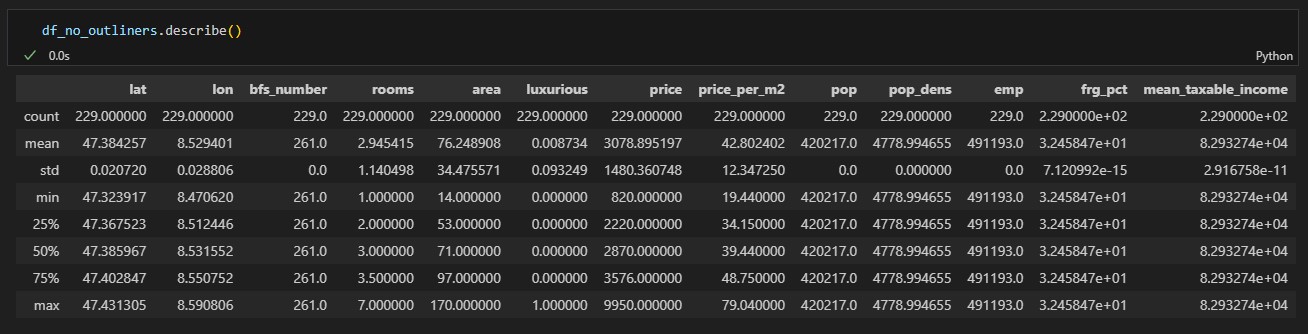 df_no_outliners.describe()
0.0s Python
lat lon bfs_number rooms area luxurious price price_per_m2 pop pop_dens emp frg_pct mean_taxable_income
count 229.000000 229.000000 229.0 229.000000 229.000000 229.000000 229.000000 229.000000 229.0 229.000000 229.0 2.290000e+02 2.290000e+02
mean 47.384257 8.529401 261.0 2.945415 76.248908 0.008734 3078.895197 42.802402 420217.0 4778.994655 491193.0 3.245847e+01 8.293274e+04
std 0.020720 0.028806 0.0 1.140498 34.475571 0.093249 1480.360748 12.347250 0.0 0.000000 0.0 7.120992e-15 2.916758e-11
min 47.323917 8.470620 261.0 1.000000 14.000000 0.000000 820.000000 19.440000 420217.0 4778.994655 491193.0 3.245847e+01 8.293274e+04
25% 47.367523 8.512446 261.0 2.000000 53.000000 0.000000 2220.000000 34.150000 420217.0 4778.994655 491193.0 3.245847e+01 8.293274e+04
50% 47.385967 8.531552 261.0 3.000000 71.000000 0.000000 2870.000000 39.440000 420217.0 4778.994655 491193.0 3.245847e+01 8.293274e+04
75% 47.402847 8.550752 261.0 3.500000 97.000000 0.000000 3576.000000 48.750000 420217.0 4778.994655 491193.0 3.245847e+01 8.293274e+04
max 47.431305 8.590806 261.0 7.000000 170.000000 1.000000 9950.000000 79.040000 420217.0 4778.994655 491193.0 3.245847e+01 8.293274e+04